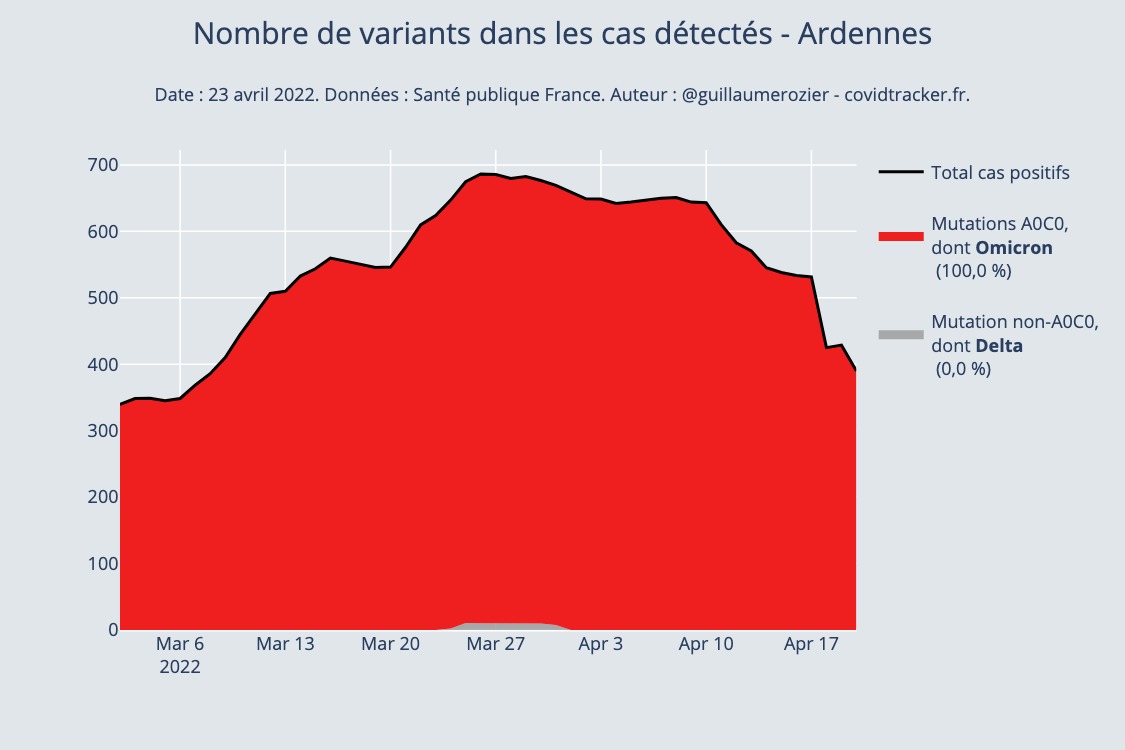 Nombre de variants dans les cas détectés - Ardennes
Date : 23 avril 2022. Données : Santé publique France. Auteur : @guillaumerozier - covidtracker.fr.
700
600
500
400
300
200
100
0
Mar 6
2022
Mar 13
Mar 20
Mar 27
Apr 3
Apr 10
Apr 17
Total cas positifs
Mutations A0C0,
dont Omicron
(100,0 %)
Mutation non-A0C0,
dont Delta
(0,0 %)